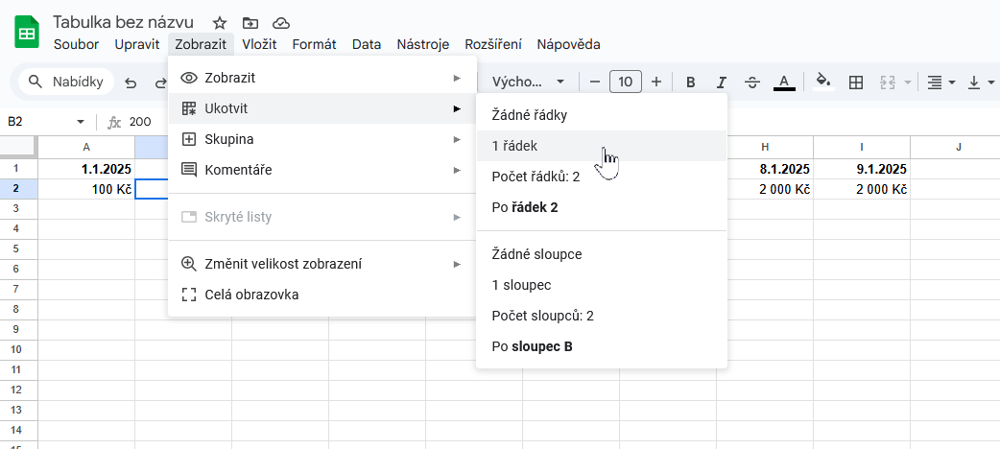 Tabulka bez názvu
Soubor Upravit Zobrazit Vložit Formát Data Nástroje Rozšíření Nápověda
Nabídky Výcho... 10 B I S A
B2 fx 200
A H I J
1 1.1.2025 8.1.2025 9.1.2025
2 100 Kč 2 000 Kč 2 000 Kč
3
4
5
6
7
8
9
10
11
12
13
14
15
Zobrazit
Ukotvit
Skupina
Komentáře
Skryté listy
Změnit velikost zobrazení
Celá obrazovka
Žádné řádky
1 řádek
Počet řádků: 2
Po řádek 2
Žádné sloupce
1 sloupec
Počet sloupců: 2
Po sloupec B